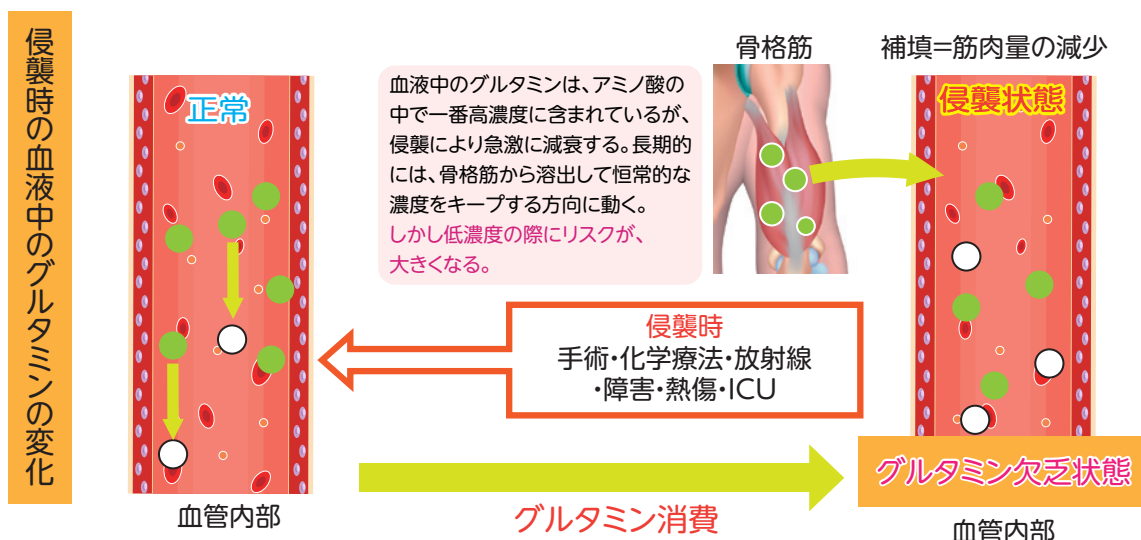 侵襲時の血液中のグルタミンの変化
正常
血管内部
血液中のグルタミンは、アミノ酸の
中で一番高濃度に含まれているが、
侵襲により急激に減衰する。長期的
には、骨格筋から溶出して恒常的な
濃度をキープする方向に動く。
しかし低濃度の際にリスクが、
大きくなる。
骨格筋
補填=筋肉量の減少
侵襲状態
侵襲時
手術・化学療法・放射線
・障害・熱傷・ICU
グルタミン消費
グルタミン欠乏状態
血管内部